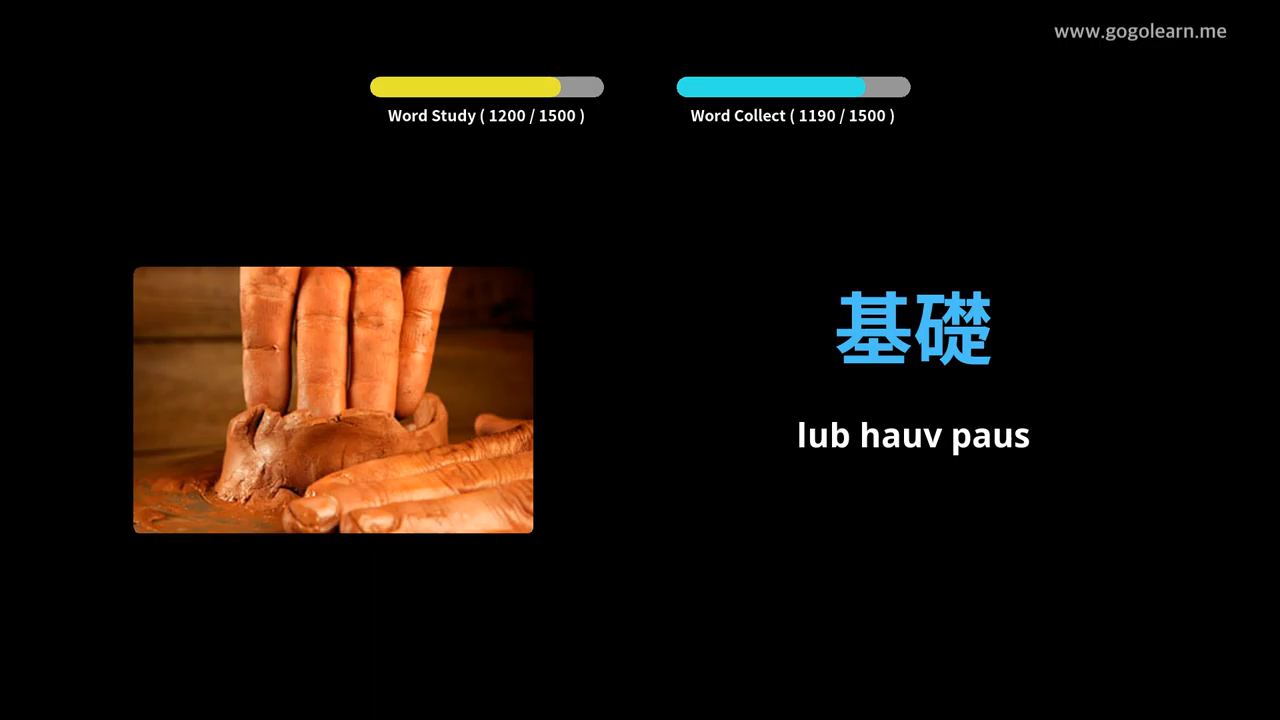 www.gogolearn.me
Word Study ( 1200 / 1500 )
Word Collect ( 1190 / 1500 )
基礎
lub hauv paus